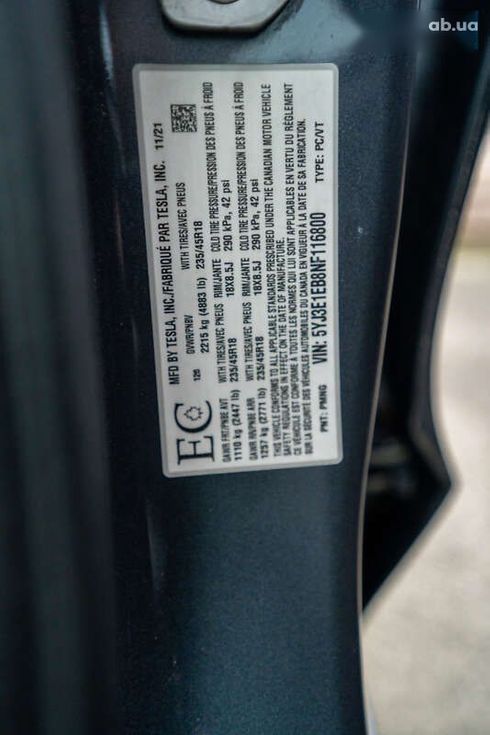 ab.ua
MFD BY TESLA, INC./FABRIQUÉ PAR TESLA, INC. 11/21
GVWR/PNBV WITH TIRES/AVEC PNEUS
EC 126 2215 kg (4883 lb) 235/45R18
GAWR FRT/PNBE AVT WITH TIRES/AVEC PNEUS RIM/JANTE COLD TIRE PRESSURE/PRESSION DES PNEUS À FROID
1110 kg (2447 lb) 235/45R18 18X8.5J 290 kPa, 42 psi
GAWR RR/PNBE ARR WITH TIRES/AVEC PNEUS RIM/JANTE COLD TIRE PRESSURE/PRESSION DES PNEUS À FROID
1257 kg (2771 lb) 235/45R18 18X8.5J 290 kPa, 42 psi
THIS VEHICLE CONFORMS TO ALL APPLICABLE STANDARDS PRESCRIBED UNDER THE CANADIAN MOTOR VEHICLE
SAFETY REGULATIONS IN EFFECT ON THE DATE OF MANUFACTURE.
CE VÉHICULE EST CONFORME À TOUTES LES NORMES QUI LUI SONT APPLICABLES EN VERTU DU RÈGLEMENT
SUR LA SÉCURITÉ DES VÉHICULES AUTOMOBILES DU CANADA EN VIGUEUR À LA DATE DE SA FABRICATION.
VIN: 5YJ3E1EB8NF116800 TYPE: PC/VT
PNT: PMNG